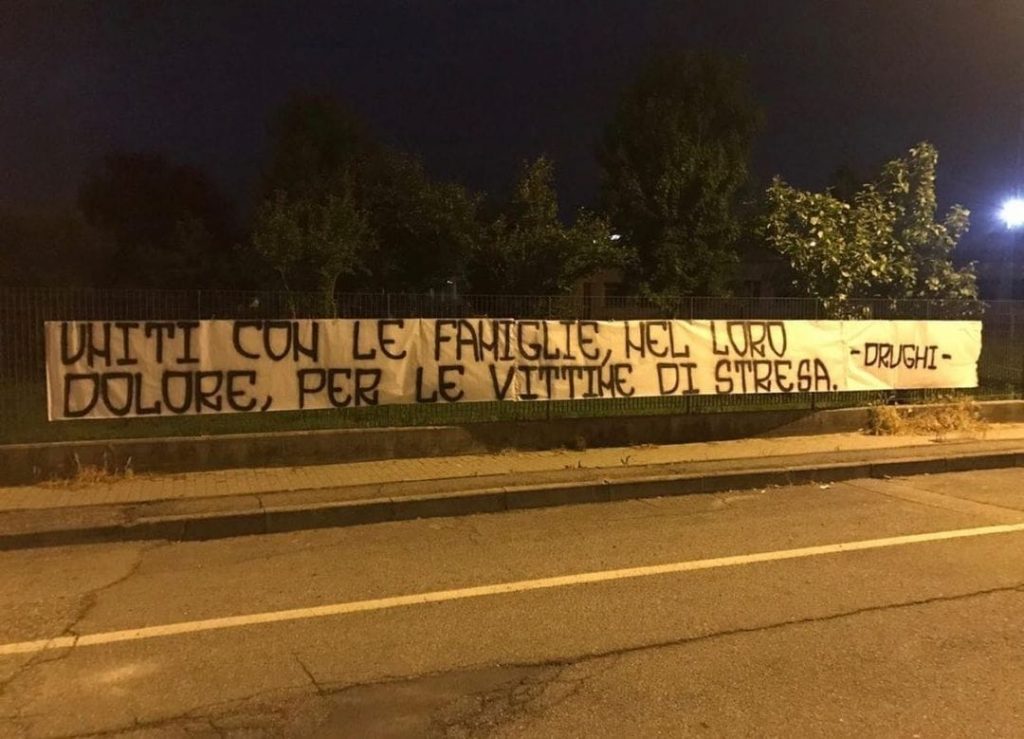 UNITI CON LE FAMIGLIE, NEL LORO
DOLORE, PER LE VITTIME DI STRESA.
-DRUGHI-